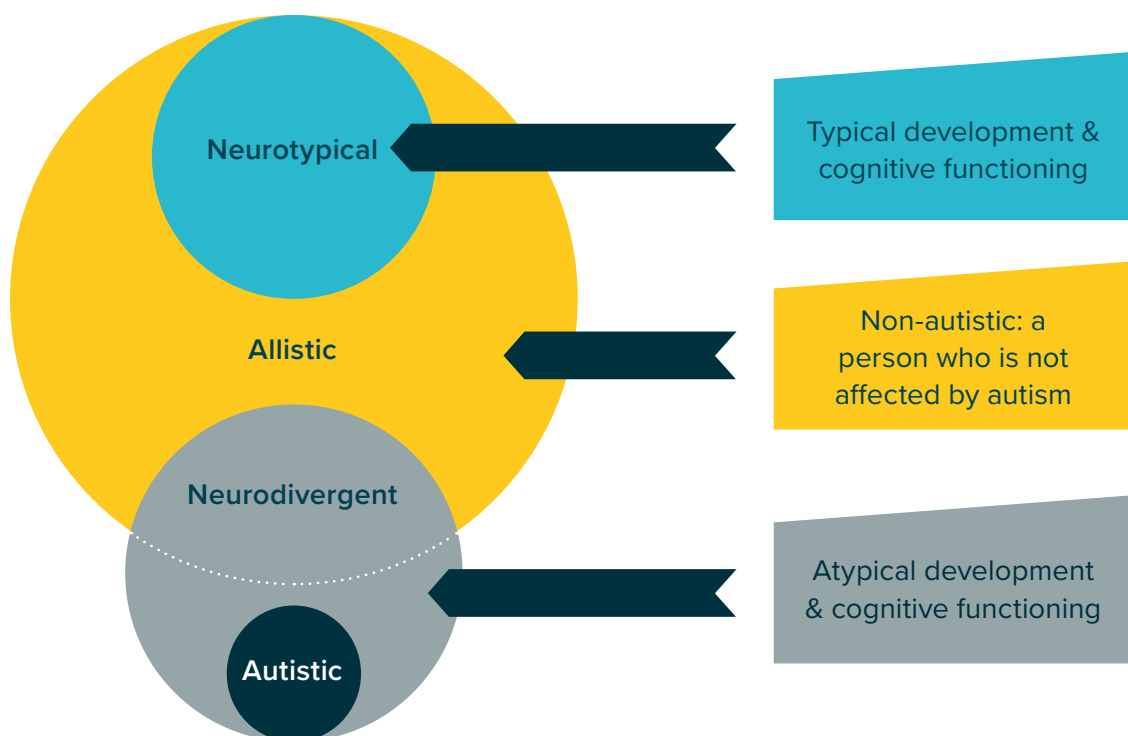 Neurotypical
Typical development &
cognitive functioning
Allistic
Non-autistic: a
person who is not
affected by autism
Neurodivergent
Atypical development
& cognitive functioning
Autistic